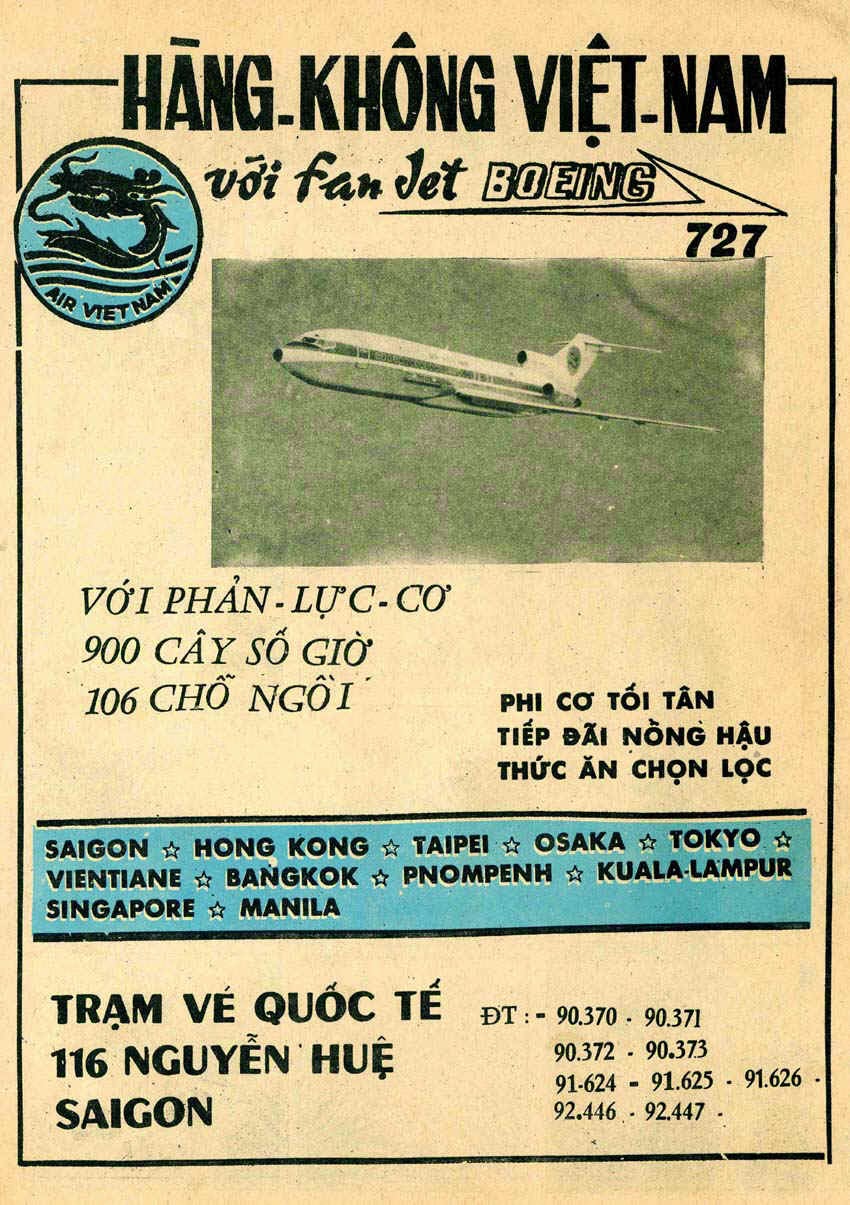 HÀNG-KHÔNG VIỆT-NAM
với fan Jet BOEING
727
AIR VIET NAM
VỚI PHẢN-LỰC-CƠ
900 CÂY SỐ GIỜ
106 CHỖ NGỒI
PHI CƠ TỐI TÂN
TIẾP ĐÃI NỒNG HẬU
THỨC ĂN CHỌN LỌC
SAIGON ☆ HONG KONG ☆ TAIPEI ☆ OSAKA ☆ TOKYO ☆
VIENTIANE ☆ BANGKOK ☆ PNOMPENH ☆ KUALA-LAMPUR
SINGAPORE ☆ MANILA
TRẠM VÉ QUỐC TẾ
116 NGUYỄN HUỆ
SAIGON
ĐT : - 90.370 - 90.371
90.372 - 90.373
91-624 - 91.625 - 91.626 -
92.446 - 92.447 -